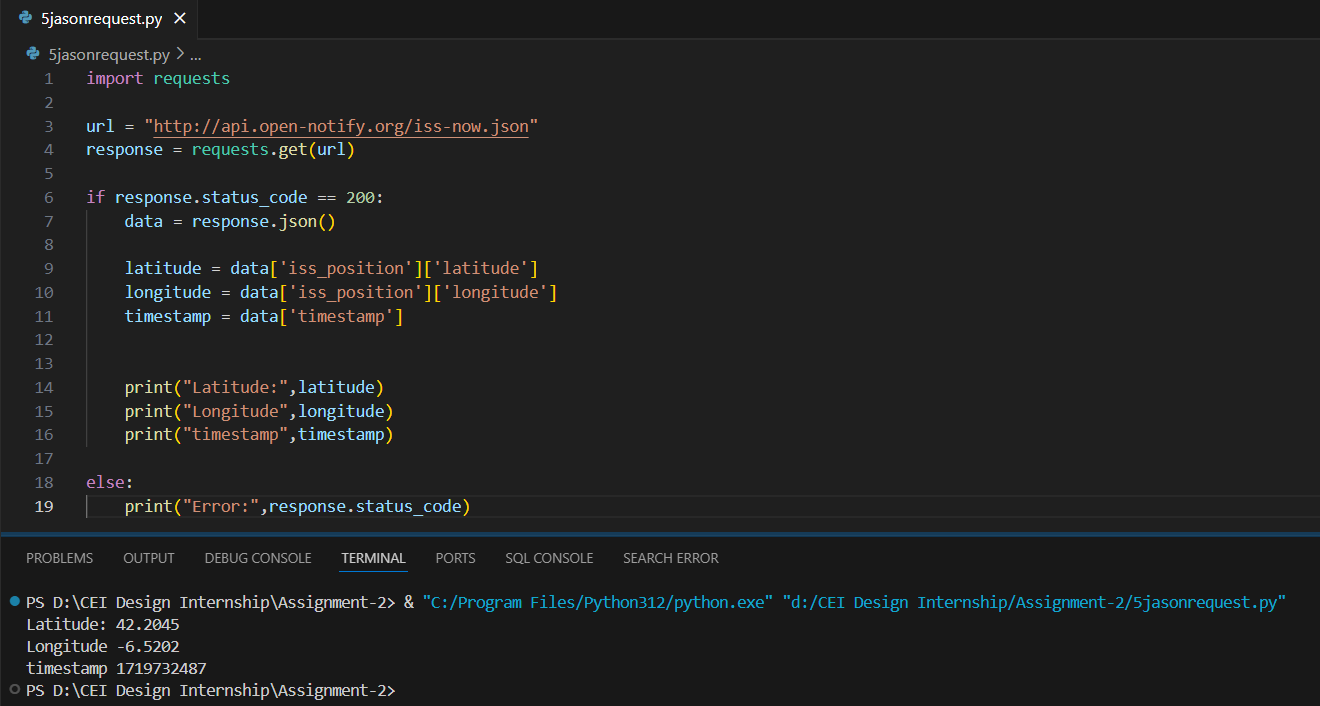 5jasonrequest.py ×
5jasonrequest.py > ...
1 import requests
2
3 url = "http://api.open-notify.org/iss-now.json"
4 response = requests.get(url)
5
6 if response.status_code == 200:
7     data = response.json()
8
9     latitude = data['iss_position']['latitude']
10     longitude = data['iss_position']['longitude']
11     timestamp = data['timestamp']
12
13
14     print("Latitude:",latitude)
15     print("Longitude",longitude)
16     print("timestamp",timestamp)
17
18 else:
19     print("Error:",response.status_code)
PROBLEMS OUTPUT DEBUG CONSOLE TERMINAL PORTS SQL CONSOLE SEARCH ERROR
PS D:\CEI Design Internship\Assignment-2> & "C:/Program Files/Python312/python.exe" "d:/CEI Design Internship/Assignment-2/5jasonrequest.py"
Latitude: 42.2045
Longitude -6.5202
timestamp 1719732487
PS D:\CEI Design Internship\Assignment-2>